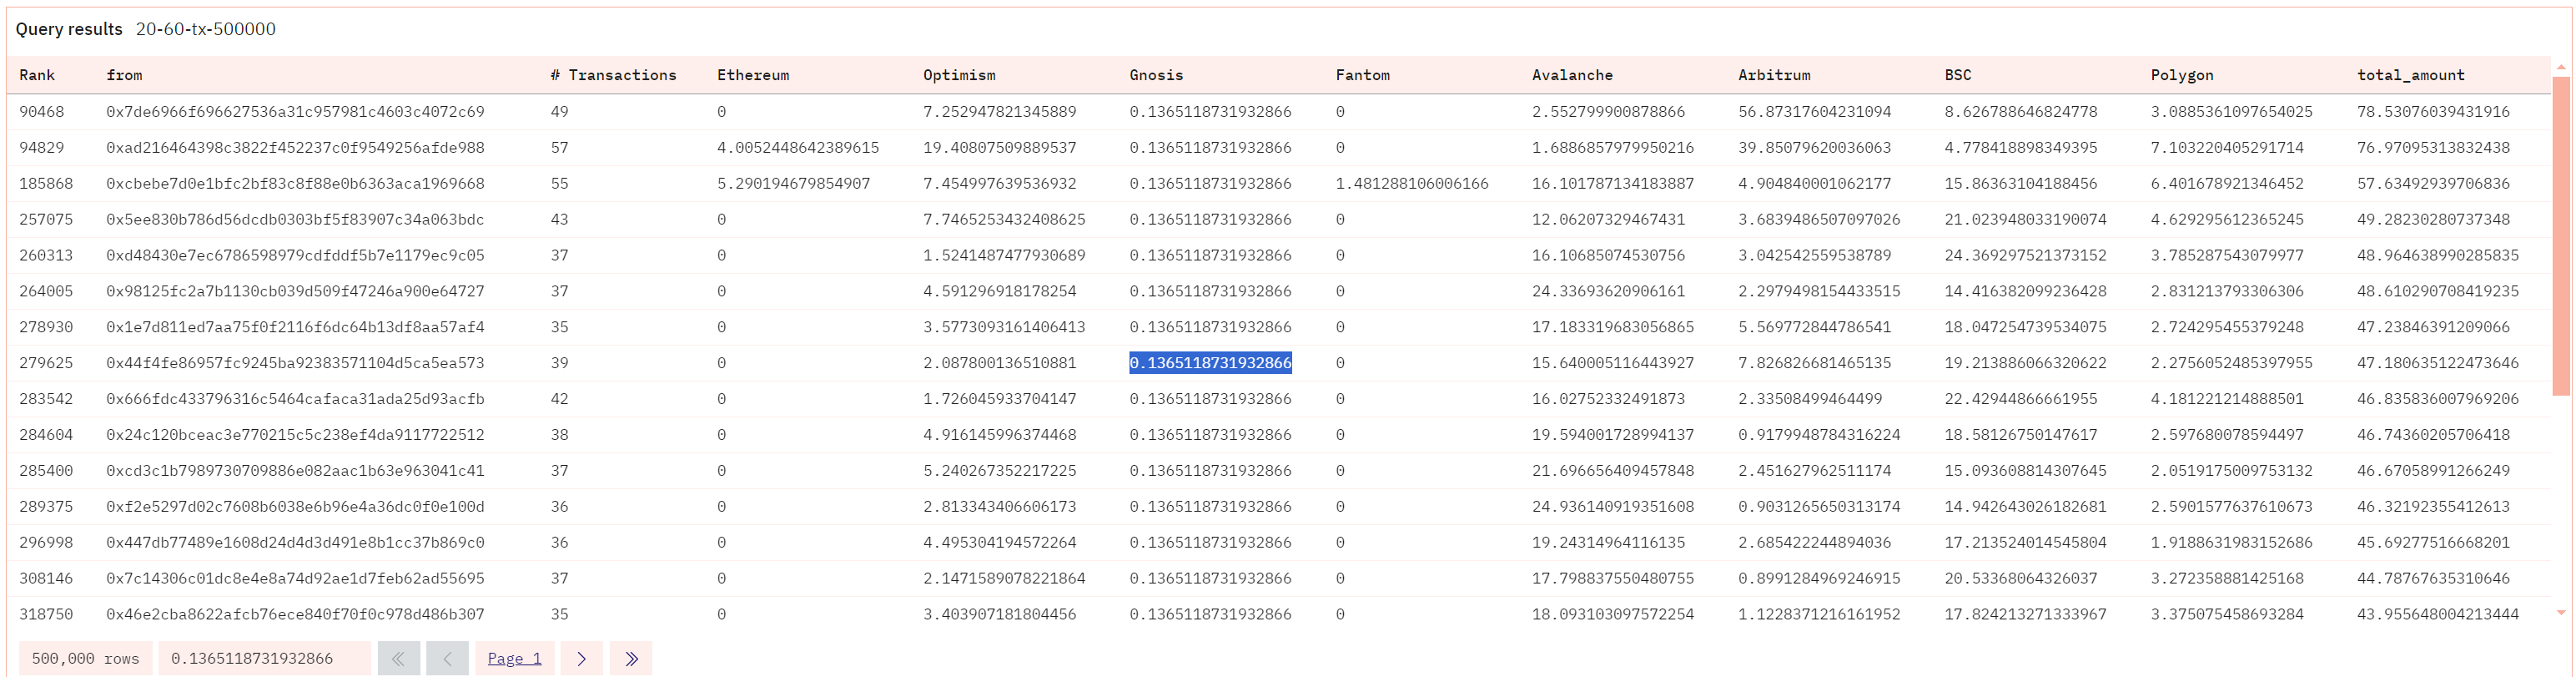 Query results 20-60-tx-500000
Rank from # Transactions Ethereum Optimism Gnosis Fantom Avalanche Arbitrum BSC Polygon total_amount
90468 0x7de6966f696627536a31c957981c4603c4072c69 49 0 7.252947821345889 0.1365118731932866 0 2.552799900878866 56.87317604231094 8.626788646824778 3.0885361097654025 78.53076039431916
94829 0xad216464398c3822f452237c0f9549256afde988 57 4.0052448642389615 19.40807509889537 0.1365118731932866 0 1.6886857979950216 39.85079620036063 4.778418898349395 7.103220405291714 76.97095313832438
185868 0xcbebe7d0e1bfc2bf83c8f88e0b6363aca1969668 55 5.290194679854907 7.454997639536932 0.1365118731932866 1.481288106006166 16.101787134183887 4.904840001062177 15.86363104188456 6.401678921346452 57.63492939706836
257075 0x5ee830b786d56dcdb0303bf5f83907c34a063bdc 43 0 7.7465253432408625 0.1365118731932866 0 12.06207329467431 3.6839486507097026 21.023948033190074 4.629295612365245 49.28230280737348
260313 0xd48430e7ec6786598979cdfddf5b7e1179ec9c05 37 0 1.5241487477930689 0.1365118731932866 0 16.10685074530756 3.042542559538789 24.369297521373152 3.785287543079977 48.964638990285835
264005 0x98125fc2a7b1130cb039d509f47246a900e64727 37 0 4.591296918178254 0.1365118731932866 0 24.33693620906161 2.2979498154433515 14.416382099236428 2.831213793306306 48.610290708419235
278930 0x1e7d811ed7aa75f0f2116f6dc64b13df8aa57af4 35 0 3.5773093161406413 0.1365118731932866 0 17.183319683056865 5.569772844786541 18.047254739534075 2.724295455379248 47.23846391209066
279625 0x44f4fe86957fc9245ba92383571104d5ca5ea573 39 0 2.087800136510881 0.1365118731932866 0 15.640005116443927 7.826826681465135 19.213886066320622 2.2756052485397955 47.180635122473646
283542 0x666fdc433796316c5464cafaca31ada25d93acfb 42 0 1.726045933704147 0.1365118731932866 0 16.02752332491873 2.33508499464499 22.42944866661955 4.181221214888501 46.835836007969206
284604 0x24c120bceac3e770215c5c238ef4da9117722512 38 0 4.916145996374468 0.1365118731932866 0 19.594001728994137 0.9179948784316224 18.58126750147617 2.597680078594497 46.74360205706418
285400 0xcd3c1b7989730709886e082aac1b63e963041c41 37 0 5.240267352217225 0.1365118731932866 0 21.696656409457848 2.451627962511174 15.093608814307645 2.0519175009753132 46.67058991266249
289375 0xf2e5297d02c7608b6038e6b96e4a36dc0f0e100d 36 0 2.813343406606173 0.1365118731932866 0 24.936140919351608 0.9031265650313174 14.942643026182681 2.5901577637610673 46.32192355412613
296998 0x447db77489e1608d24d4d3d491e8b1cc37b869c0 36 0 4.495304194572264 0.1365118731932866 0 19.24314964116135 2.685422244894036 17.213524014545804 1.9188631983152686 45.69277516668201
308146 0x7c14306c01dc8e4e8a74d92ae1d7feb62ad55695 37 0 2.1471589078221864 0.1365118731932866 0 17.798837550480755 0.8991284969246915 20.53368064326037 3.272358881425168 44.78767635310646
318750 0x46e2cba8622afcb76ece840f70f0c978d486b307 35 0 3.403907181804456 0.1365118731932866 0 18.093103097572254 1.1228371216161952 17.824213271333967 3.375075458693284 43.955648004213444
500,000 rows 0.1365118731932866 Page 1